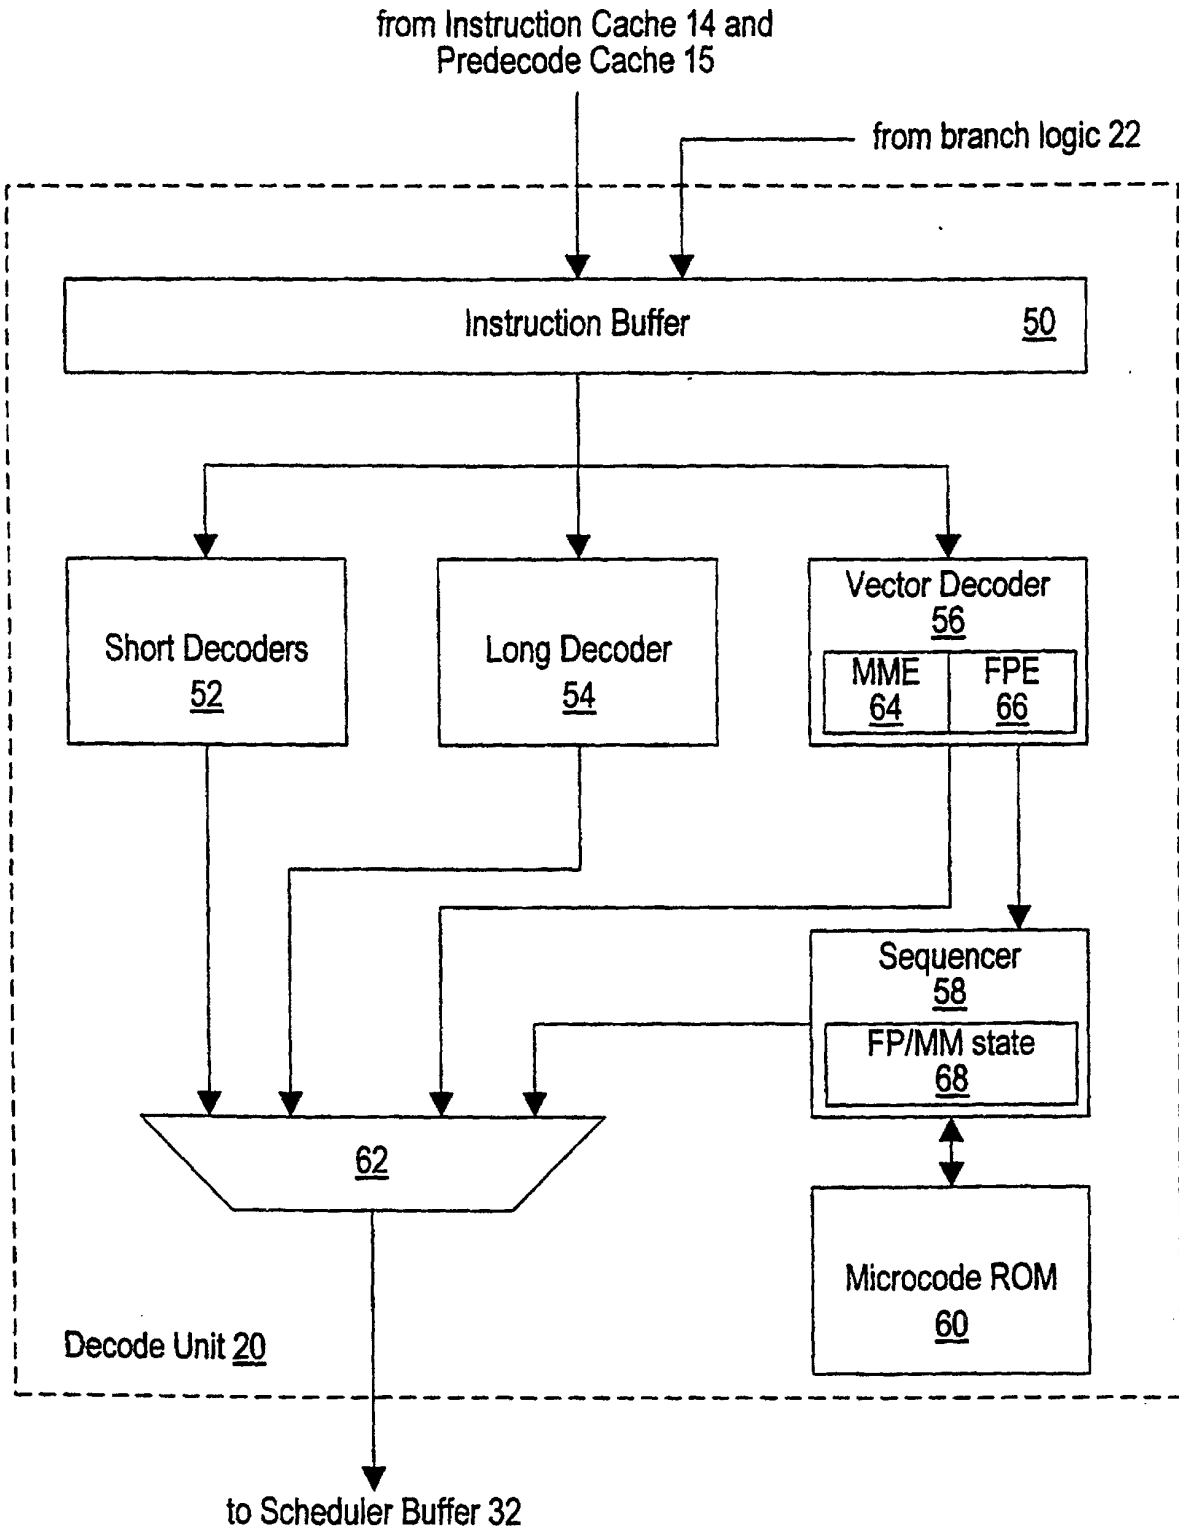 from Instruction Cache 14 and
Predecode Cache 15
from branch logic 22
Instruction Buffer 50
Short Decoders
52
Long Decoder
54
Vector Decoder
56
MME
64
FPE
66
Sequencer
58
FP/MM state
68
62
Microcode ROM
60
Decode Unit 20
to Scheduler Buffer 32